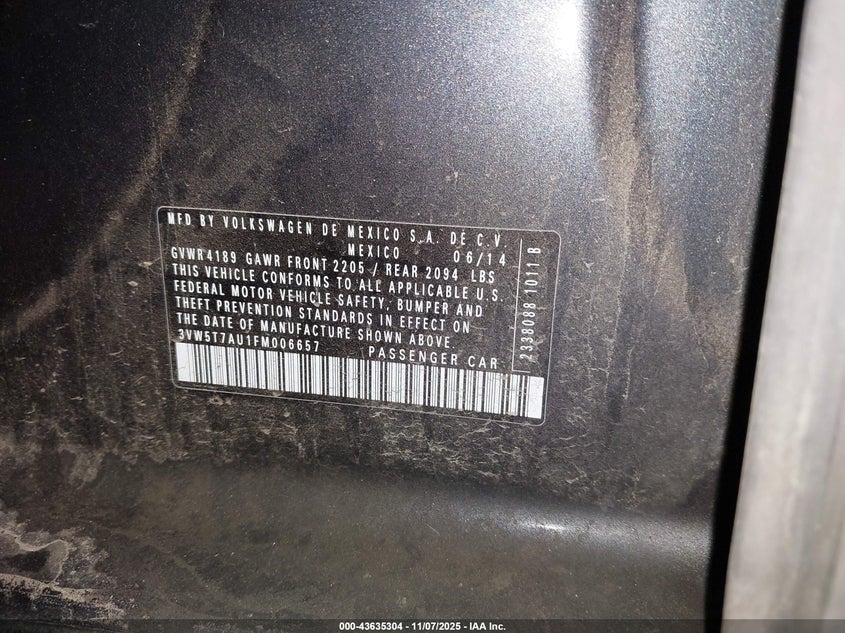 MFD BY VOLKSWAGEN DE MEXICO S.A. DE C.V.
MEXICO 06/14
GVWR4189 GAWR FRONT 2205 / REAR 2094 LBS
THIS VEHICLE CONFORMS TO ALL APPLICABLE U.S.
FEDERAL MOTOR VEHICLE SAFETY, BUMPER AND
THEFT PREVENTION STANDARDS IN EFFECT ON
THE DATE OF MANUFACTURE SHOWN ABOVE.
3VW5T7AU1FM006657 PASSENGER CAR
2338088 1011B
000-43635304 - 11/07/2025 - IAA Inc.